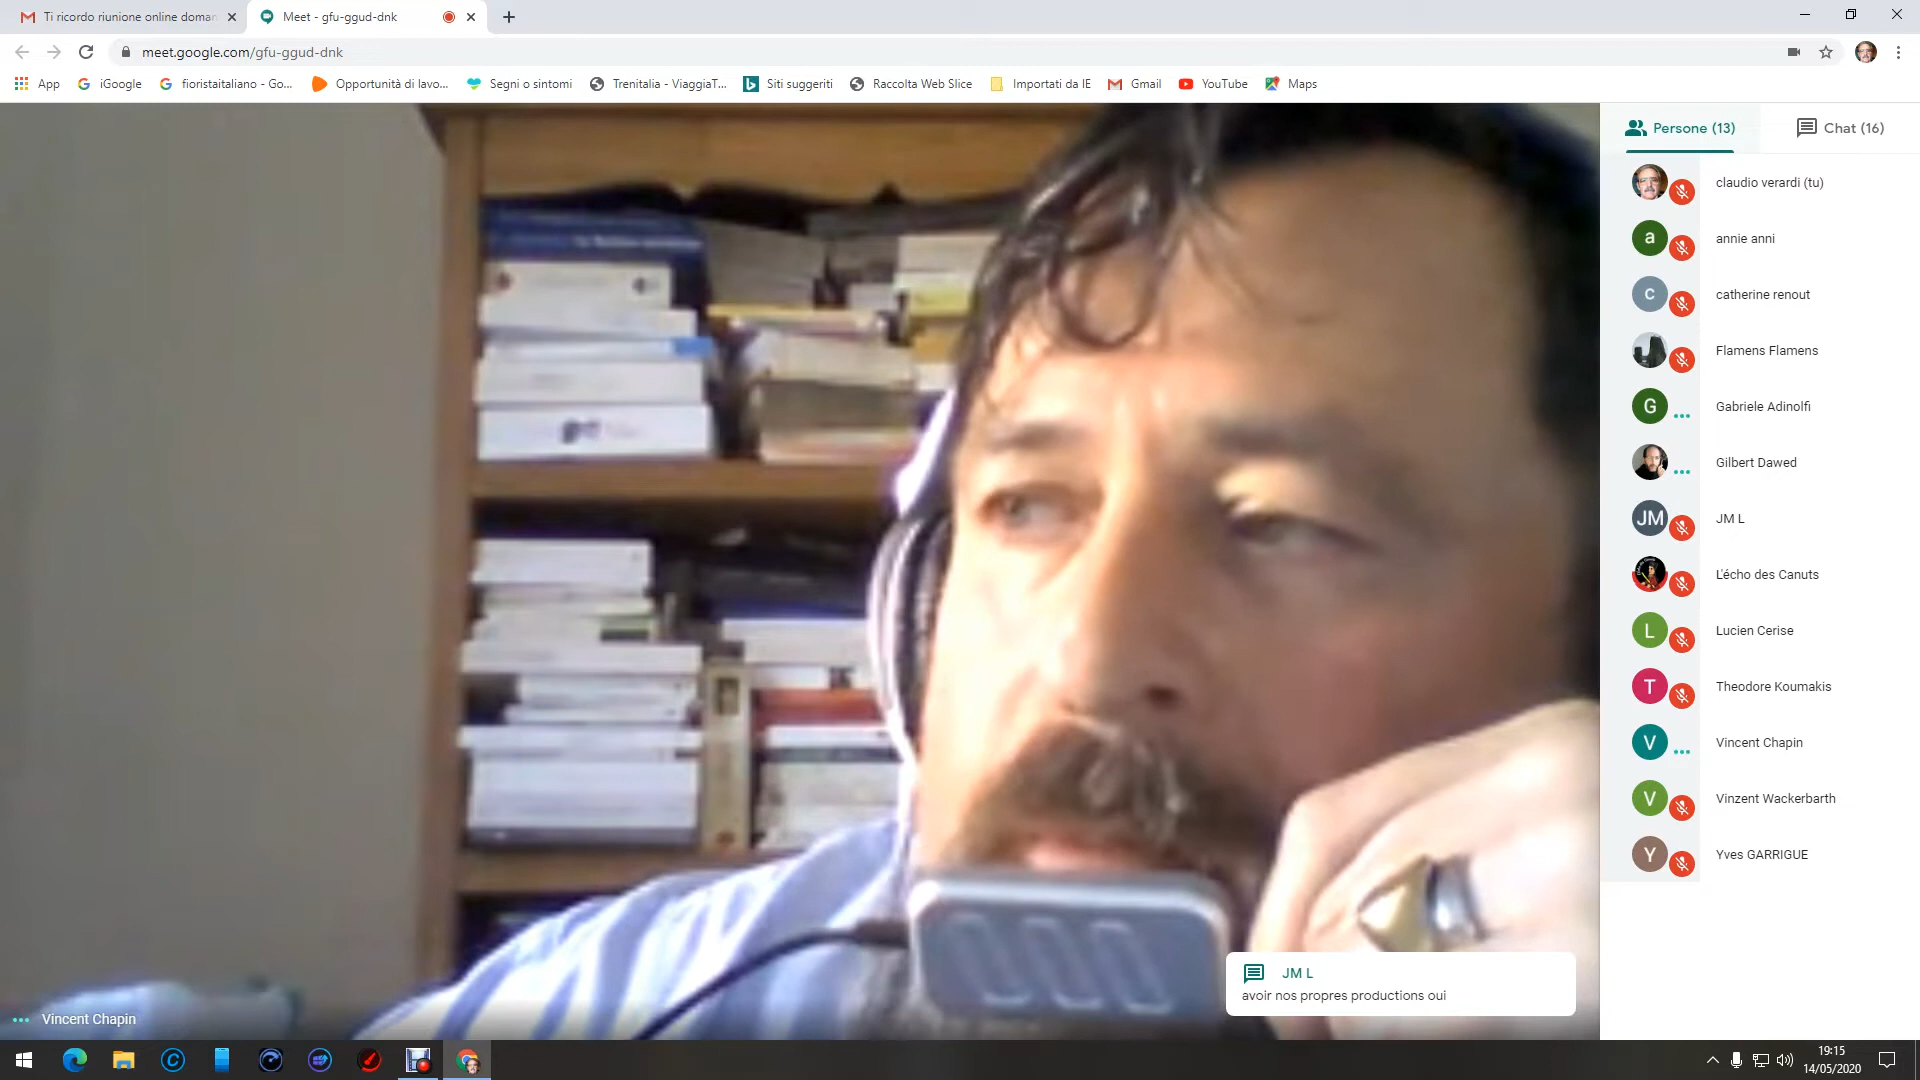 Ti ricordo riunione online doman
Meet - gfu-ggud-dnk
meet.google.com/gfu-ggud-dnk
App
iGoogle
fioristaitaliano - Go...
Opportunità di lavo...
Segni o sintomi
Trenitalia - ViaggiaT...
Siti suggeriti
Raccolta Web Slice
Importati da IE
Gmail
YouTube
Maps
Persone (13)
Chat (16)
claudio verardi (tu)
a
annie anni
c
catherine renout
Flamens Flamens
G
Gabriele Adinolfi
Gilbert Dawed
JM
JM L
L'écho des Canuts
L
Lucien Cerise
T
Theodore Koumakis
V
Vincent Chapin
V
Vinzent Wackerbarth
Y
Yves GARRIGUE
JM L
avoir nos propres productions oui
Vincent Chapin
19:15
14/05/2020